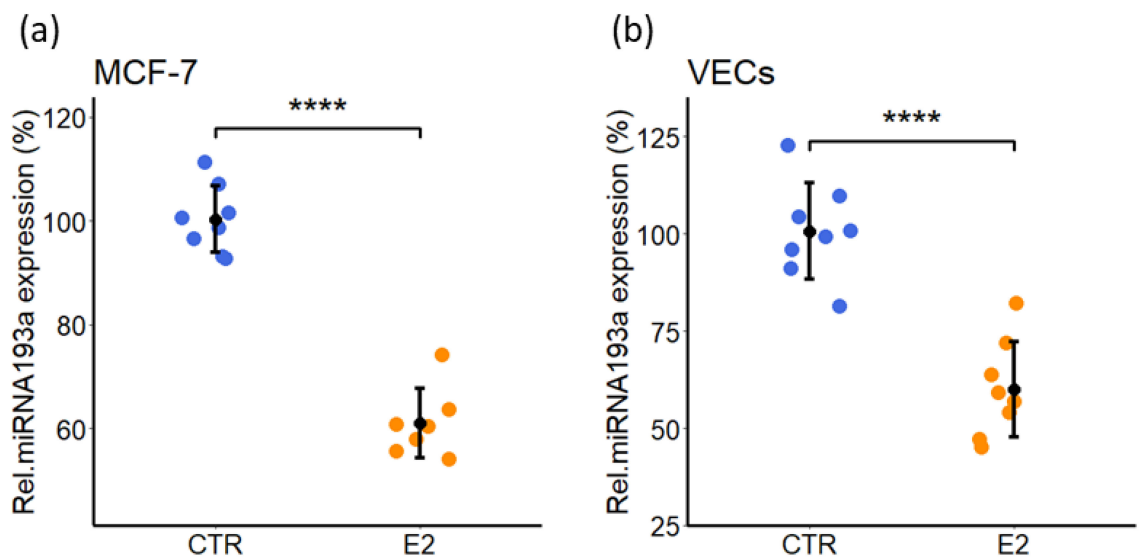 (a)
MCF-7
Rel.miRNA193a expression (%)
120
100
80
60
****
CTR
E2
(b)
VECs
Rel.miRNA193a expression (%)
125
100
75
50
25
****
CTR
E2